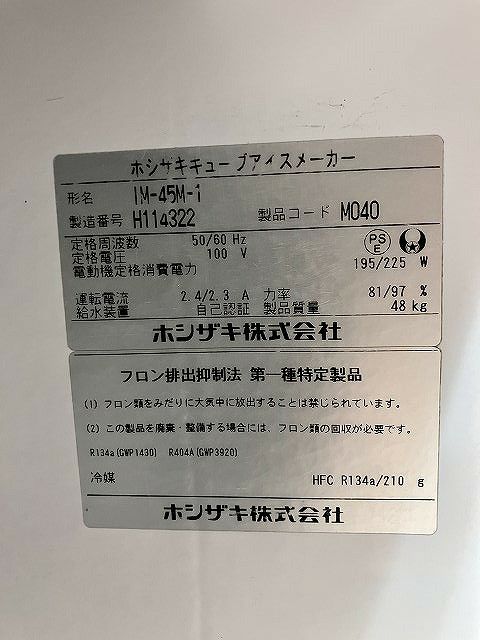 ホシザキキューブアイスメーカー
形名 IM-45M-1
製造番号 H114322 製品コード M040
定格周波数 50/60 Hz
定格電圧 100 V
PS E
電動機定格消費電力 195/225 W
運転電流 2.4/2.3 A 力率 81/97 %
給水装置 自己認証 製品質量 48 kg
ホシザキ株式会社
フロン排出抑制法 第一種特定製品
(1) フロン類をみだりに大気中に放出することは禁じられています。
(2) この製品を廃棄・整備する場合には、フロン類の回収が必要です。
R134a(GWP1430) R404A(GWP3920)
冷媒 HFC R134a/210 g
ホシザキ株式会社